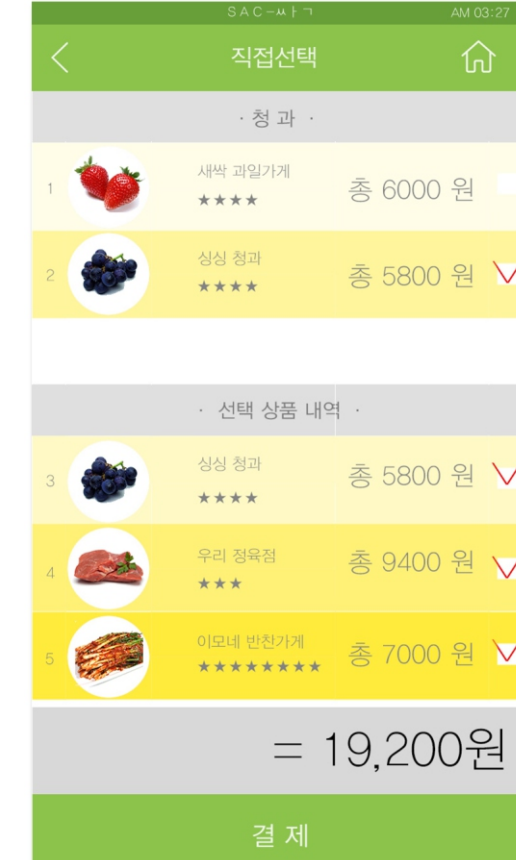 SAC-ㅆㅏㄱ AM 03:27
직접선택
· 청 과 ·
1 새싹 과일가게 총 6000 원
★★★★
2 싱싱 청과 총 5800 원
★★★★
· 선택 상품 내역 ·
3 싱싱 청과 총 5800 원
★★★★
4 우리 정육점 총 9400 원
★★★
5 이모네 반찬가게 총 7000 원
★★★★★★★★
= 19,200원
결 제